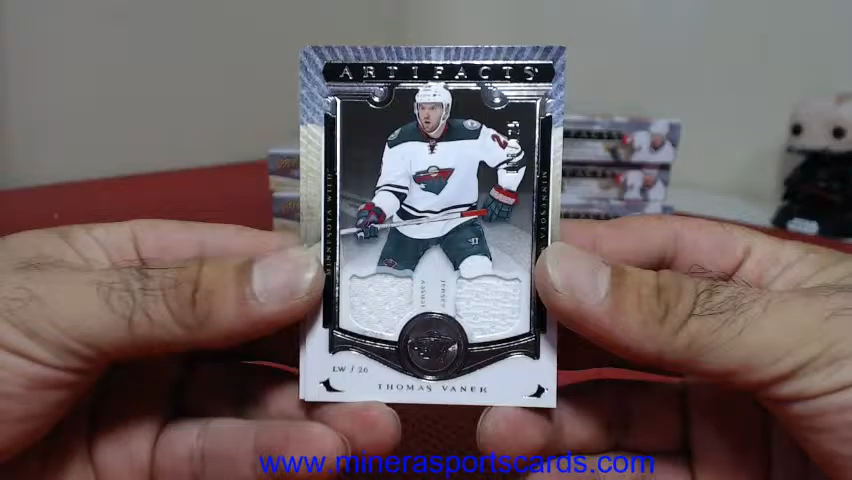 ARTIFACTS
MINNESOTA WILD
MINNESOTA
JERSEY
JERSEY
LW / 26
THOMAS VANEK
www.minerasportscards.com